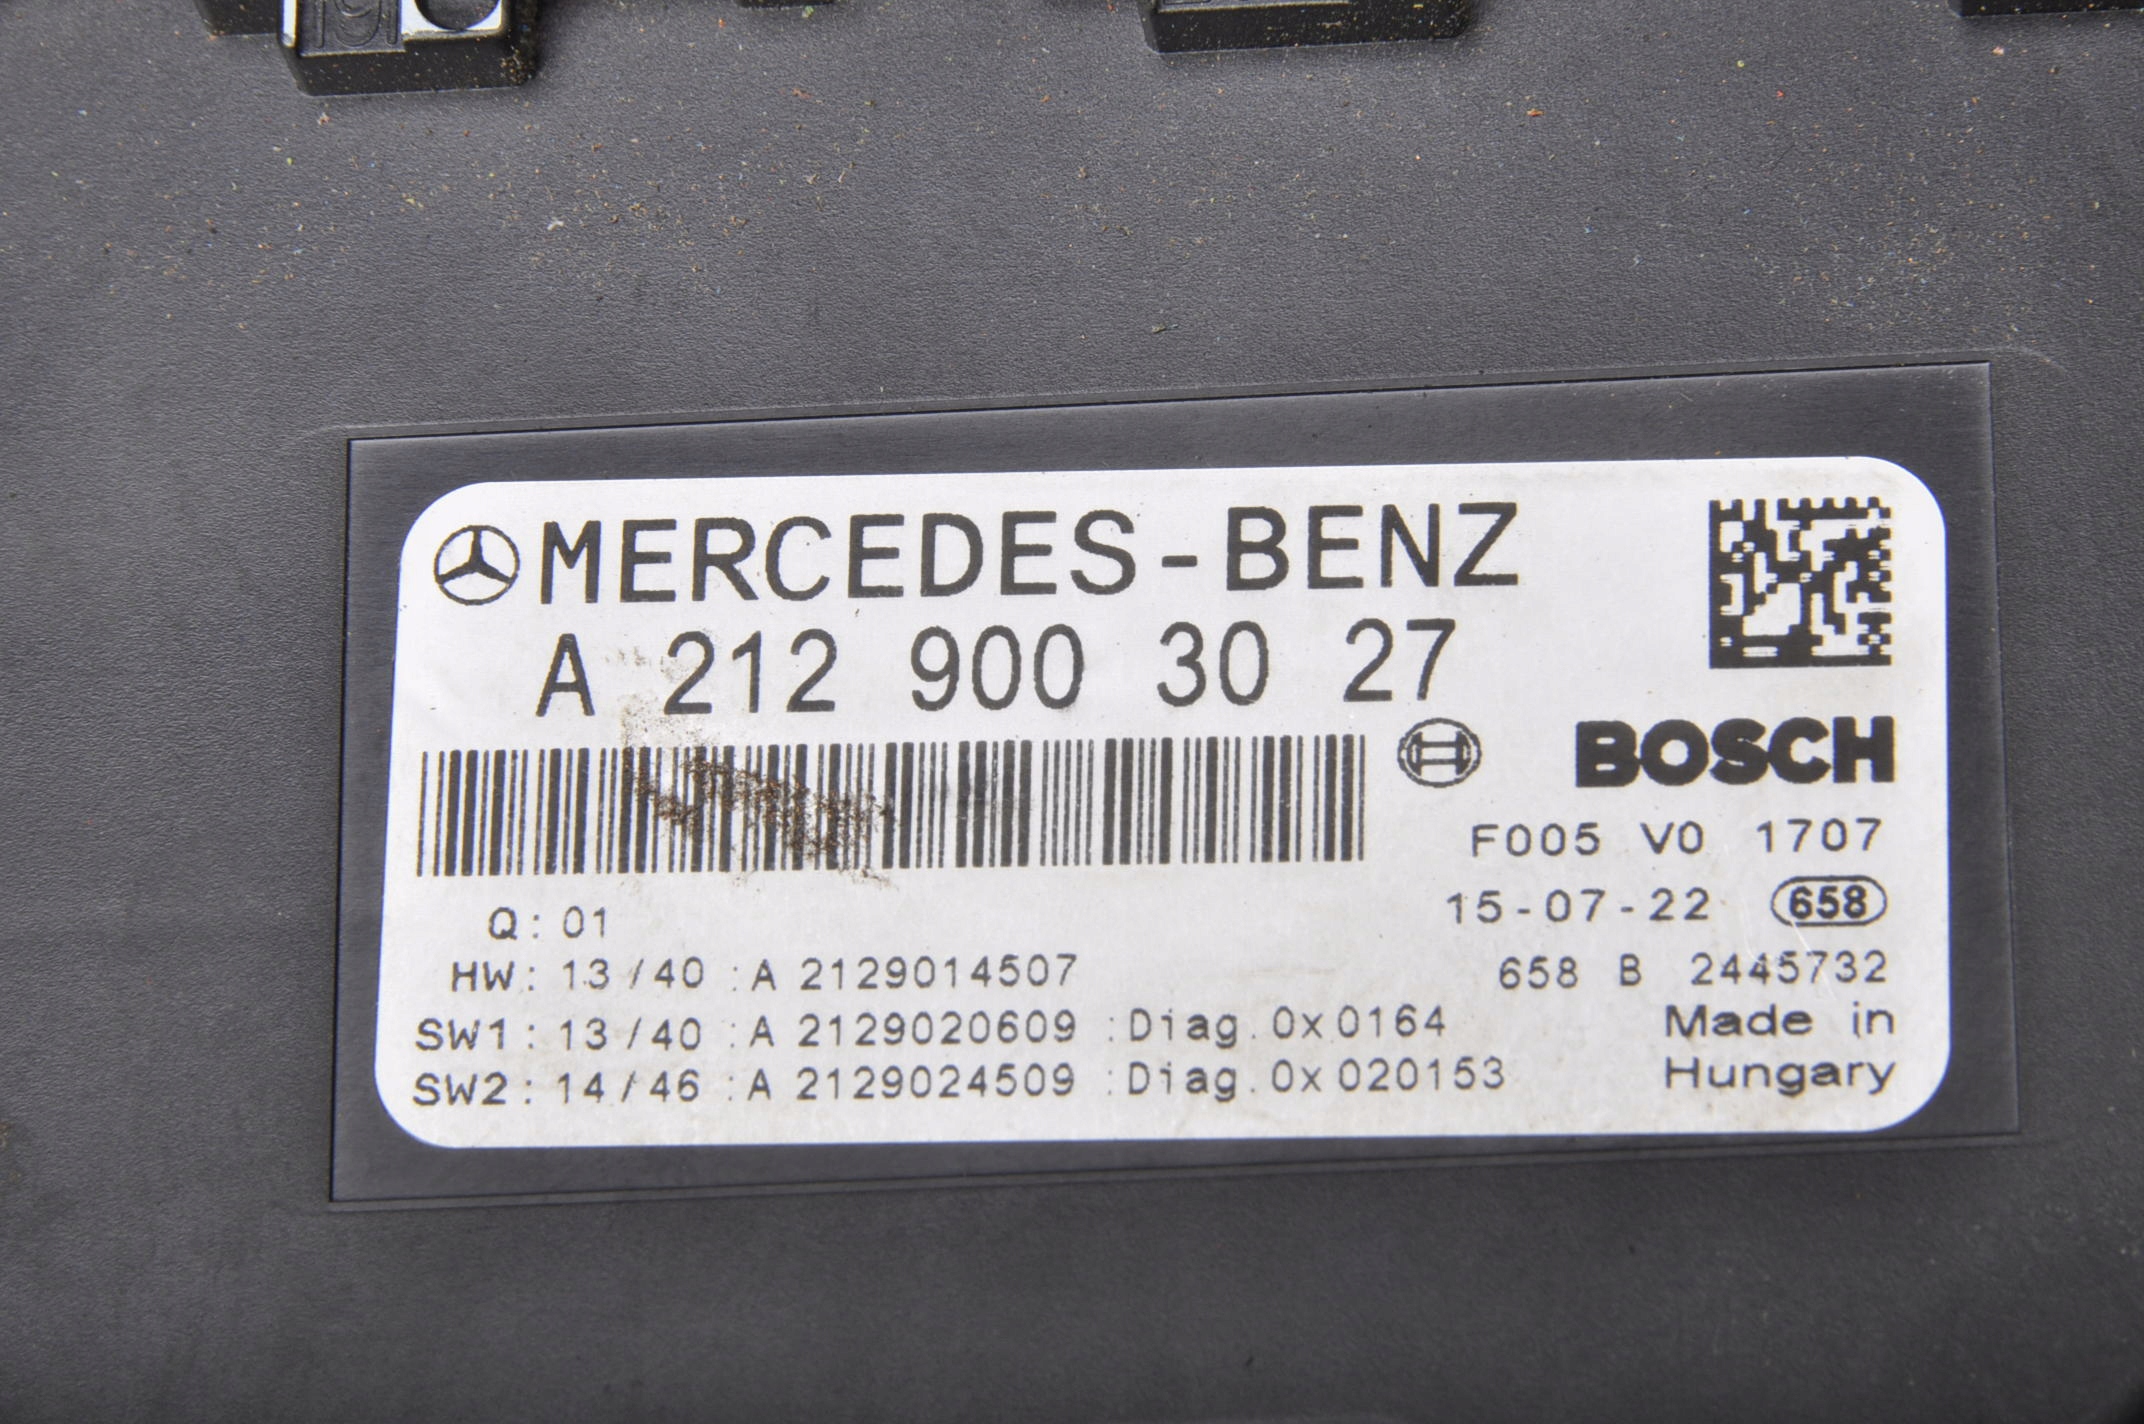 MERCEDES-BENZ
A 212 900 30 27
BOSCH
F005 V0 1707
15-07-22 658
Q: 01
HW: 13/40 :A 2129014507
658 B 2445732
SW1: 13/40 :A 2129020609 :Diag.0x0164
Made in
SW2: 14/46 :A 2129024509 :Diag.0x020153
Hungary